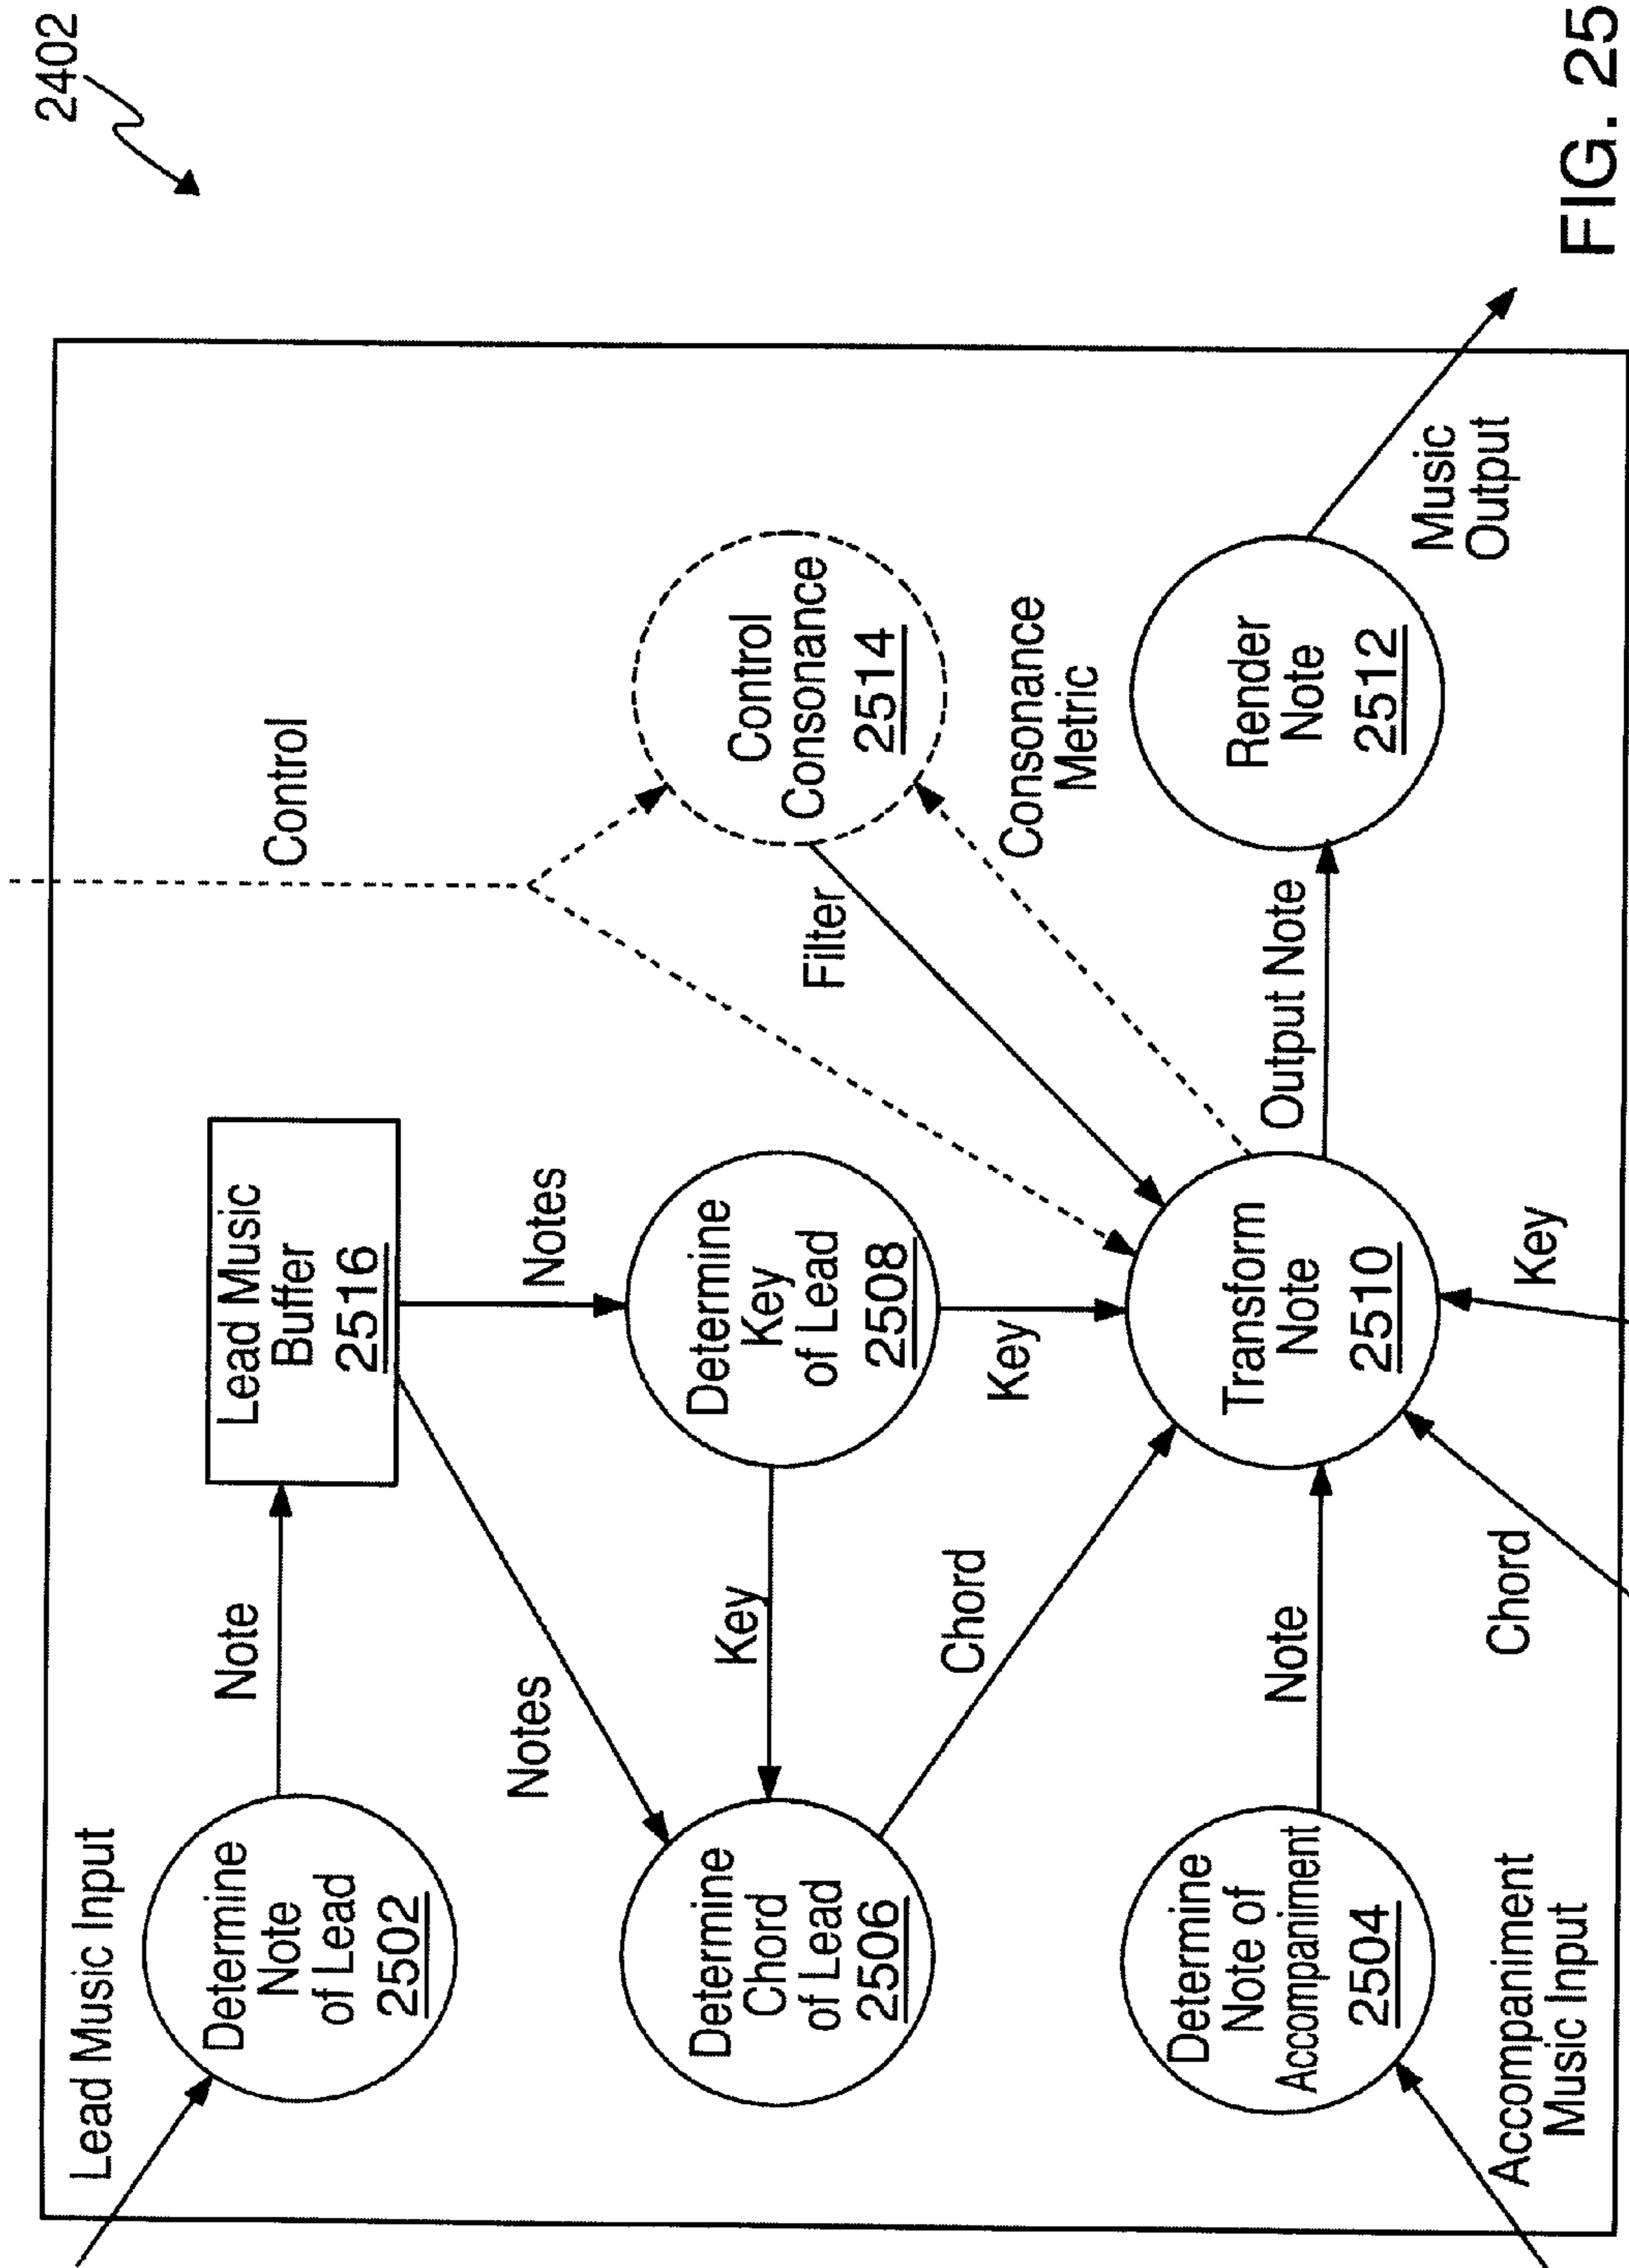 2402
Control
Lead Music Input
Determine
Note
of Lead
2502
Note
Lead Music
Buffer
2516
Notes
Notes
Determine
Chord
of Lead
2506
Key
Determine
Key
of Lead
2508
Control
Consonance
2514
Filter
Consonance
Metric
Chord
Key
Determine
Note of
Accompaniment
2504
Note
Transform
Note
2510
Output Note
Render
Note
2512
Music
Output
Accompaniment
Music Input
Chord
Key
FIG. 25